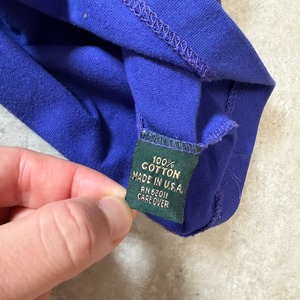 100% COTTON
MADE IN U.S.A.
RN 52011
CARE OVER